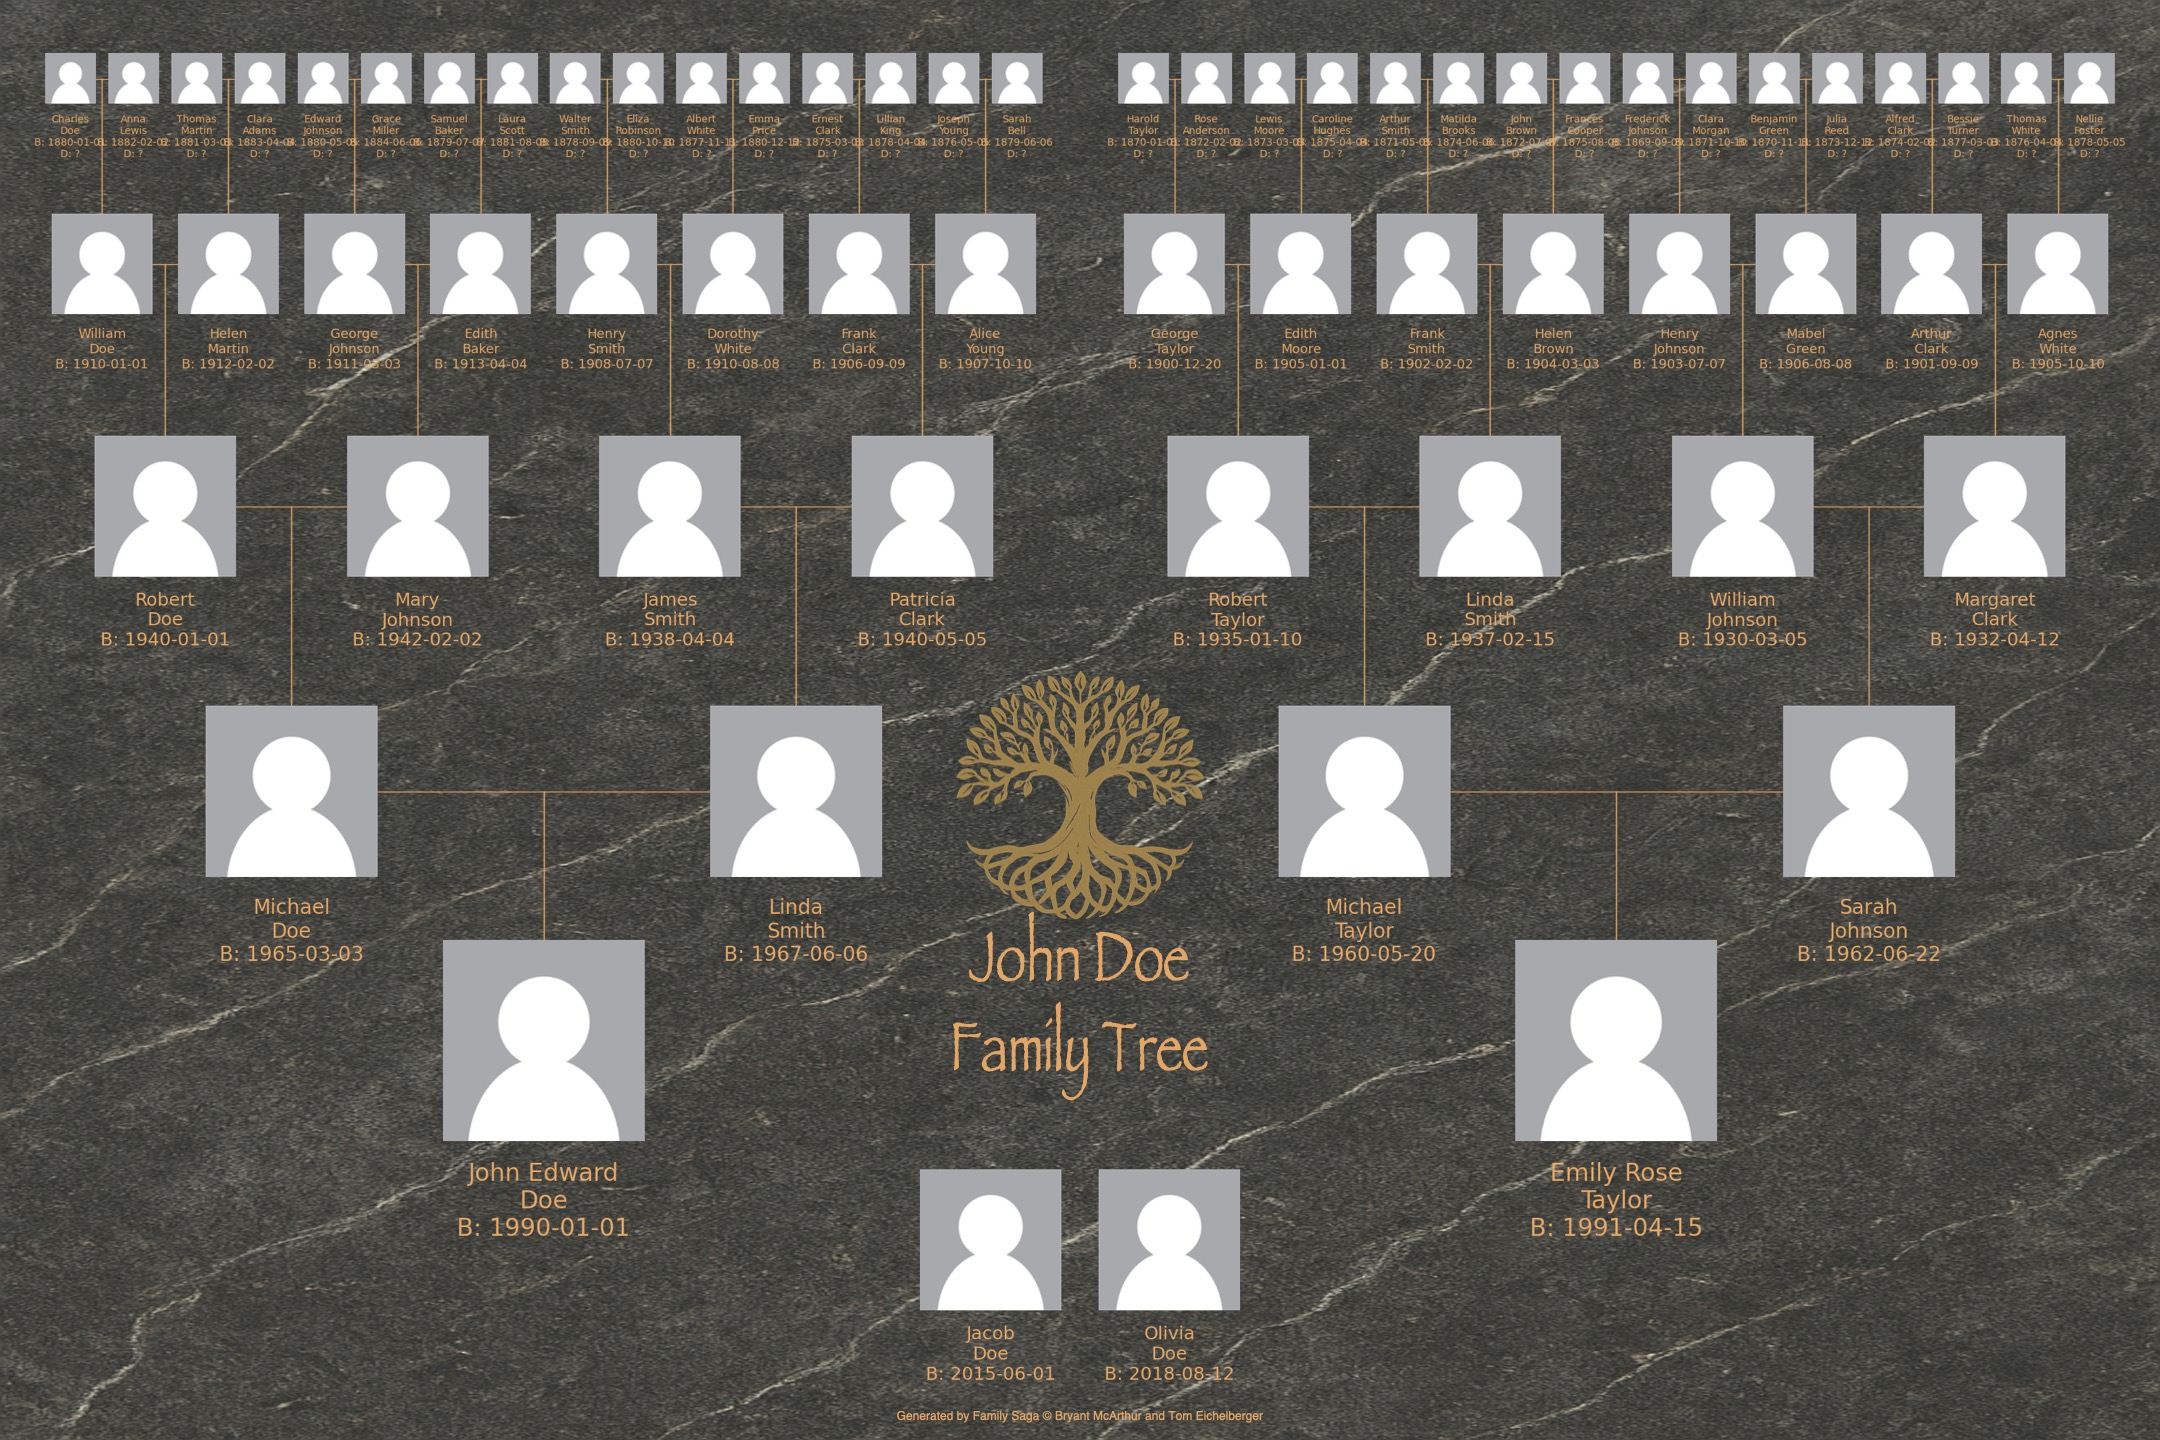 Charles
Doe
B: 1880-01-01
D: ?
Anna
Lewis
B: 1882-02-02
D: ?
Thomas
Martin
B: 1881-03-03
D: ?
Clara
Adams
B: 1883-04-04
D: ?
Edward
Johnson
B: 1880-05-05
D: ?
Grace
Miller
B: 1884-06-06
D: ?
Samuel
Baker
B: 1879-07-07
D: ?
Laura
Scott
B: 1881-08-08
D: ?
Walter
Smith
B: 1878-09-09
D: ?
Eliza
Robinson
B: 1880-10-10
D: ?
Albert
White
B: 1877-11-11
D: ?
Emma
Price
B: 1880-12-12
D: ?
Ernest
Clark
B: 1875-03-03
D: ?
Lillian
King
B: 1878-04-04
D: ?
Joseph
Young
B: 1876-05-05
D: ?
Sarah
Bell
B: 1879-06-06
D: ?
Harold
Taylor
B: 1870-01-01
D: ?
Rose
Anderson
B: 1872-02-02
D: ?
Lewis
Moore
B: 1873-03-03
D: ?
Caroline
Hughes
B: 1875-04-04
D: ?
Arthur
Smith
B: 1871-05-05
D: ?
Matilda
Brooks
B: 1874-06-06
D: ?
John
Brown
B: 1872-07-07
D: ?
Frances
Cooper
B: 1875-08-08
D: ?
Frederick
Johnson
B: 1869-09-09
D: ?
Clara
Morgan
B: 1871-10-10
D: ?
Benjamin
Green
B: 1870-11-11
D: ?
Julia
Reed
B: 1873-12-12
D: ?
Alfred
Clark
B: 1874-02-02
D: ?
Bessie
Turner
B: 1877-03-03
D: ?
Thomas
White
B: 1876-04-04
D: ?
Nellie
Foster
B: 1878-05-05
D: ?
William
Doe
B: 1910-01-01
Helen
Martin
B: 1912-02-02
George
Johnson
B: 1911-03-03
Edith
Baker
B: 1913-04-04
Henry
Smith
B: 1908-07-07
Dorothy
White
B: 1910-08-08
Frank
Clark
B: 1906-09-09
Alice
Young
B: 1907-10-10
George
Taylor
B: 1900-12-20
Edith
Moore
B: 1905-01-01
Frank
Smith
B: 1902-02-02
Helen
Brown
B: 1904-03-03
Henry
Johnson
B: 1903-07-07
Mabel
Green
B: 1906-08-08
Arthur
Clark
B: 1901-09-09
Agnes
White
B: 1905-10-10
Robert
Doe
B: 1940-01-01
Mary
Johnson
B: 1942-02-02
James
Smith
B: 1938-04-04
Patricia
Clark
B: 1940-05-05
Robert
Taylor
B: 1935-01-10
Linda
Smith
B: 1937-02-15
William
Johnson
B: 1930-03-05
Margaret
Clark
B: 1932-04-12
Michael
Doe
B: 1965-03-03
Linda
Smith
B: 1967-06-06
Michael
Taylor
B: 1960-05-20
Sarah
Johnson
B: 1962-06-22
John Doe
Family Tree
John Edward
Doe
B: 1990-01-01
Emily Rose
Taylor
B: 1991-04-15
Jacob
Doe
B: 2015-06-01
Olivia
Doe
B: 2018-08-12
Generated by Family Saga © Bryant McArthur and Tom Eichelberger